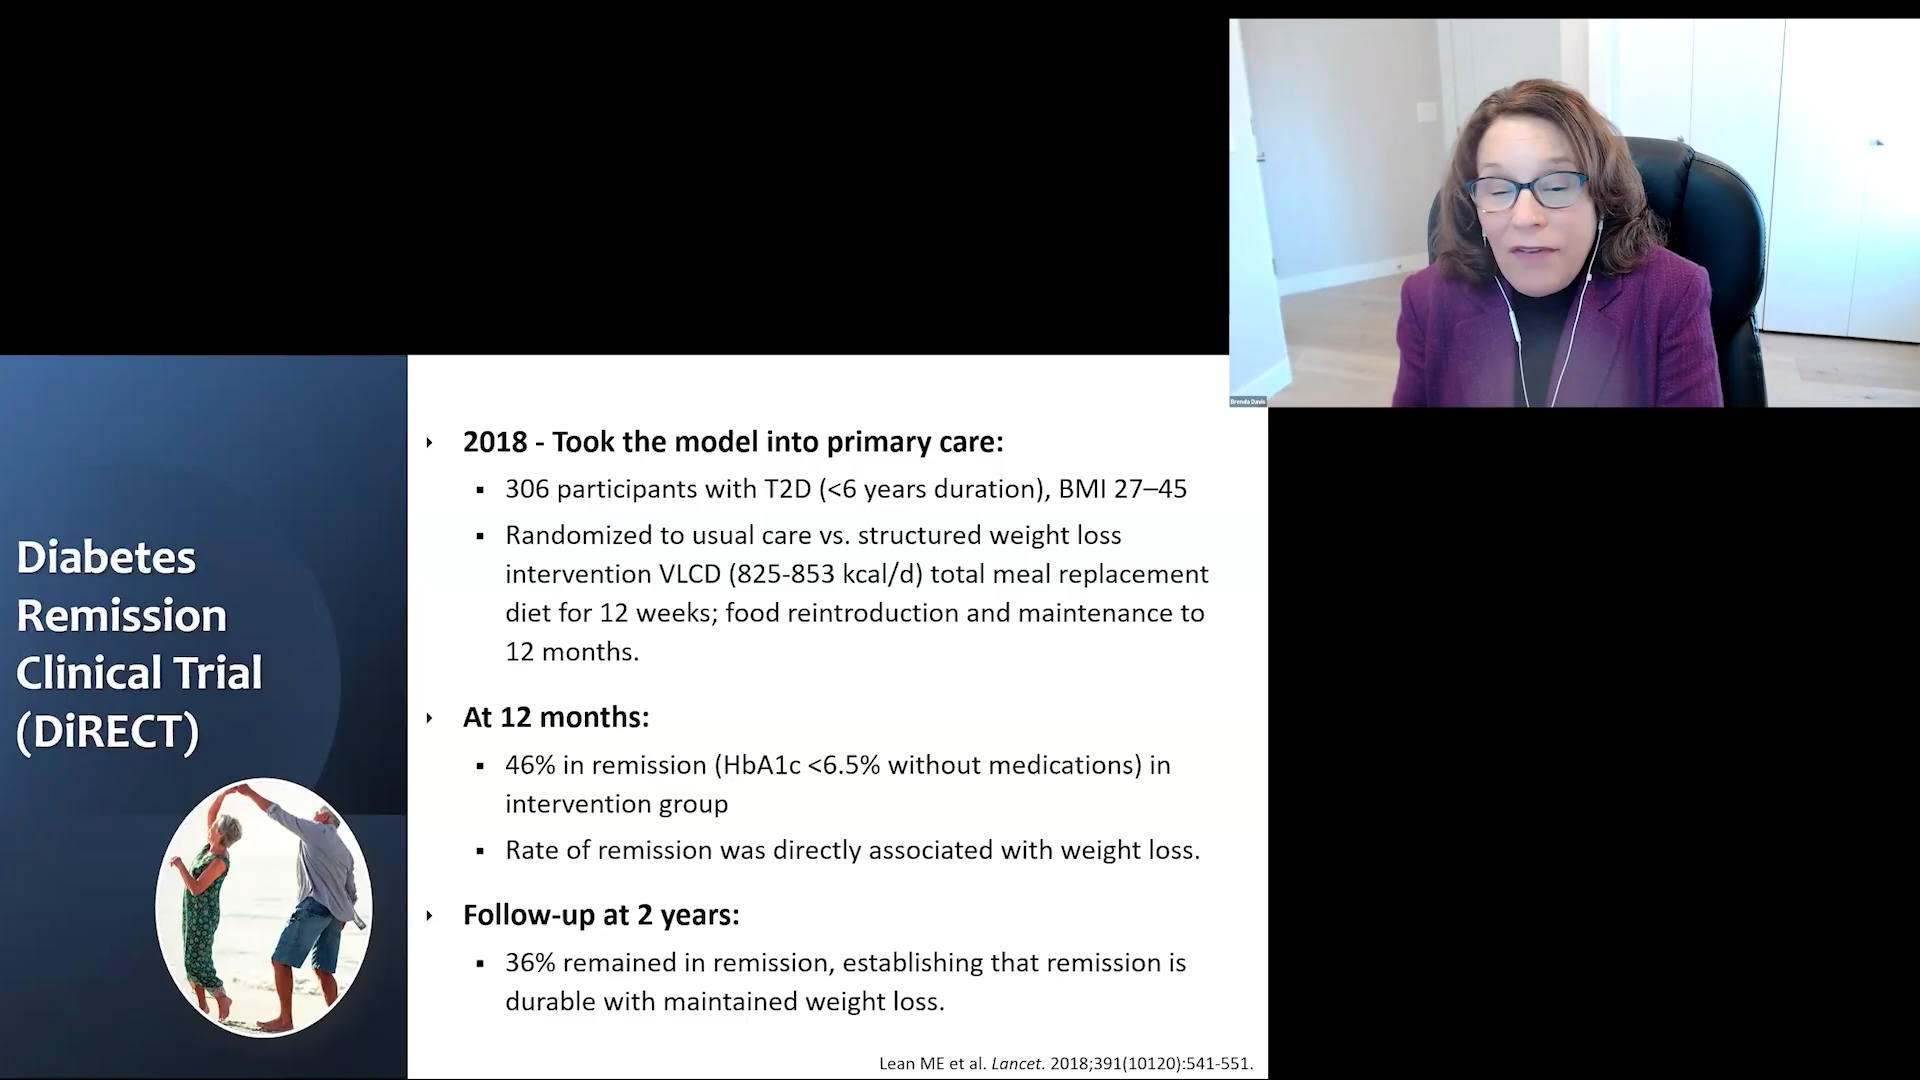 Brenda Davis
Diabetes
Remission
Clinical Trial
(DiRECT)
2018 - Took the model into primary care:
306 participants with T2D (<6 years duration), BMI 27–45
Randomized to usual care vs. structured weight loss
intervention VLCD (825-853 kcal/d) total meal replacement
diet for 12 weeks; food reintroduction and maintenance to
12 months.
At 12 months:
46% in remission (HbA1c <6.5% without medications) in
intervention group
Rate of remission was directly associated with weight loss.
Follow-up at 2 years:
36% remained in remission, establishing that remission is
durable with maintained weight loss.
Lean ME et al. Lancet. 2018;391(10120):541-551.